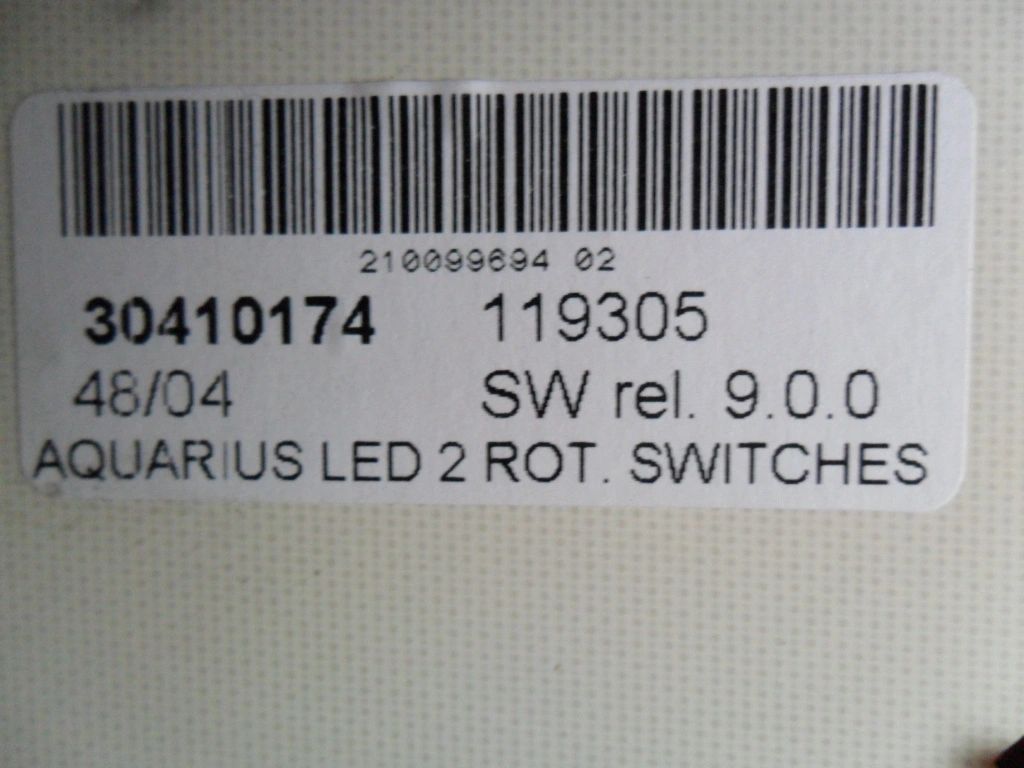 210099694 02
30410174 119305
48/04 SW rel. 9.0.0
AQUARIUS LED 2 ROT. SWITCHES